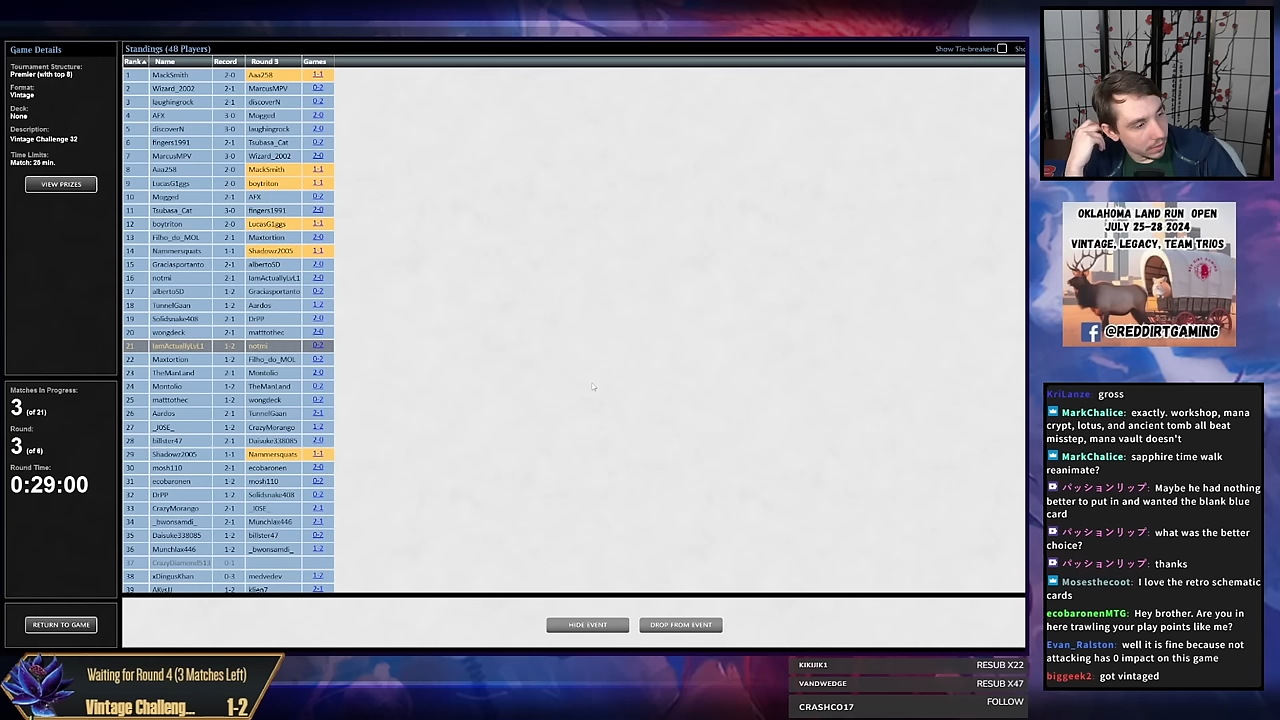 Game Details
Tournament Structure:
Premier (with top 8)
Format:
Vintage
Deck:
None
Description:
Vintage Challenge 32
Time Limits:
Match: 25 min.
VIEW PRIZES
Matches In Progress:
3 (of 21)
Round:
3 (of 6)
Round Time:
0:29:00
RETURN TO GAME
Standings (48 Players)
Show Tie-breakers
Rank Name Record Round 3 Games
1 MackSmith 2-0 Aaa258 1-1
2 Wizard_2002 2-1 MarcusMPV 0-2
3 laughingrock 2-1 discoverN 0-2
4 AFX 3-0 Mogged 2-0
5 discoverN 3-0 laughingrock 2-0
6 fingers1991 2-1 Tsubasa_Cat 0-2
7 MarcusMPV 3-0 Wizard_2002 2-0
8 Aaa258 2-0 MackSmith 1-1
9 LucasG1ggs 2-0 boytriton 1-1
10 Mogged 2-1 AFX 0-2
11 Tsubasa_Cat 3-0 fingers1991 2-0
12 boytriton 2-0 LucasG1ggs 1-1
13 Filho_do_MOL 2-1 Maxtortion 2-0
14 Nammersquats 1-1 Shadowz2005 1-1
15 Graciasportanto 2-1 albertoSD 2-0
16 notmi 2-1 IamActuallyLvL1 2-0
17 albertoSD 1-2 Graciasportanto 0-2
18 TunnelGaan 1-2 Aardos 1-2
19 Solidsnake408 2-1 DrPP 2-0
20 wongdeck 2-1 matttothec 2-0
21 IamActuallyLvL1 1-2 notmi 0-2
22 Maxtortion 1-2 Filho_do_MOL 0-2
23 TheManLand 2-1 Montolio 2-0
24 Montolio 1-2 TheManLand 0-2
25 matttothec 1-2 wongdeck 0-2
26 Aardos 2-1 TunnelGaan 2-1
27 _J0SE_ 1-2 CrazyMorango 1-2
28 billster47 2-1 Daisuke338085 2-0
29 Shadowz2005 1-1 Nammersquats 1-1
30 mosh110 2-1 ecobaronen 2-0
31 ecobaronen 1-2 mosh110 0-2
32 DrPP 1-2 Solidsnake408 0-2
33 CrazyMorango 2-1 _J0SE_ 2-1
34 _bwonsamdi_ 2-1 Munchlax446 2-1
35 Daisuke338085 1-2 billster47 0-2
36 Munchlax446 1-2 _bwonsamdi_ 1-2
37 CrazyDiamond513 0-1
38 xDingusKhan 0-3 medvedev 1-2
39 1-2 klien7 2-1
HIDE EVENT DROP FROM EVENT
OKLAHOMA LAND RUN OPEN
JULY 25-28 2024
VINTAGE, LEGACY, TEAM TRIOS
@REDDIRTGAMING
KriLanze: gross
MarkChalice: exactly. workshop, mana
crypt, lotus, and ancient tomb all beat
misstep, mana vault doesn't
MarkChalice: sapphire time walk
reanimate?
パッションリップ: Maybe he had nothing
better to put in and wanted the blank blue
card
パッションリップ: what was the better
choice?
パッションリップ: thanks
Mosesthecoot: I love the retro schematic
cards
ecobaronenMTG: Hey brother. Are you in
here trawling your play points like me?
Evan_Ralston: well it is fine because not
attacking has 0 impact on this game
biggeek2: got vintaged
Waiting for Round 4 (3 Matches Left)
Vintage Challeng... 1-2
KIKIJIK1 RESUB X22
VANDWEDGE RESUB X47
CRASHCO17 FOLLOW